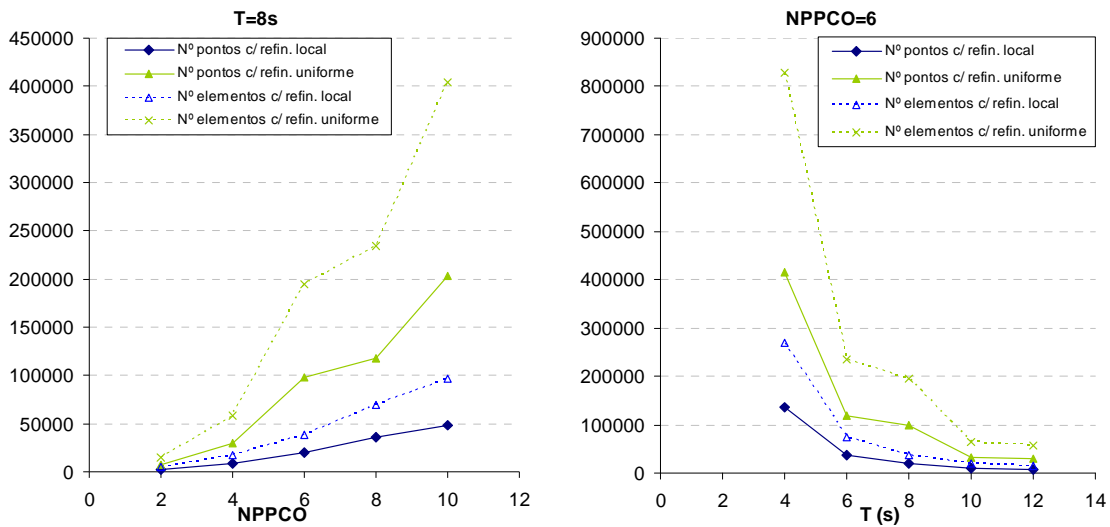 T=8s
450000
400000
350000
300000
250000
200000
150000
100000
50000
0
0 2 4 6 8 10 12
NPPCO
Nº pontos c/ refin. local
Nº pontos c/ refin. uniforme
Nº elementos c/ refin. local
Nº elementos c/ refin. uniforme
NPPCO=6
900000
800000
700000
600000
500000
400000
300000
200000
100000
0
0 2 4 6 8 10 12 14
T (s)
Nº pontos c/ refin. local
Nº pontos c/ refin. uniforme
Nº elementos c/ refin. local
Nº elementos c/ refin. uniforme